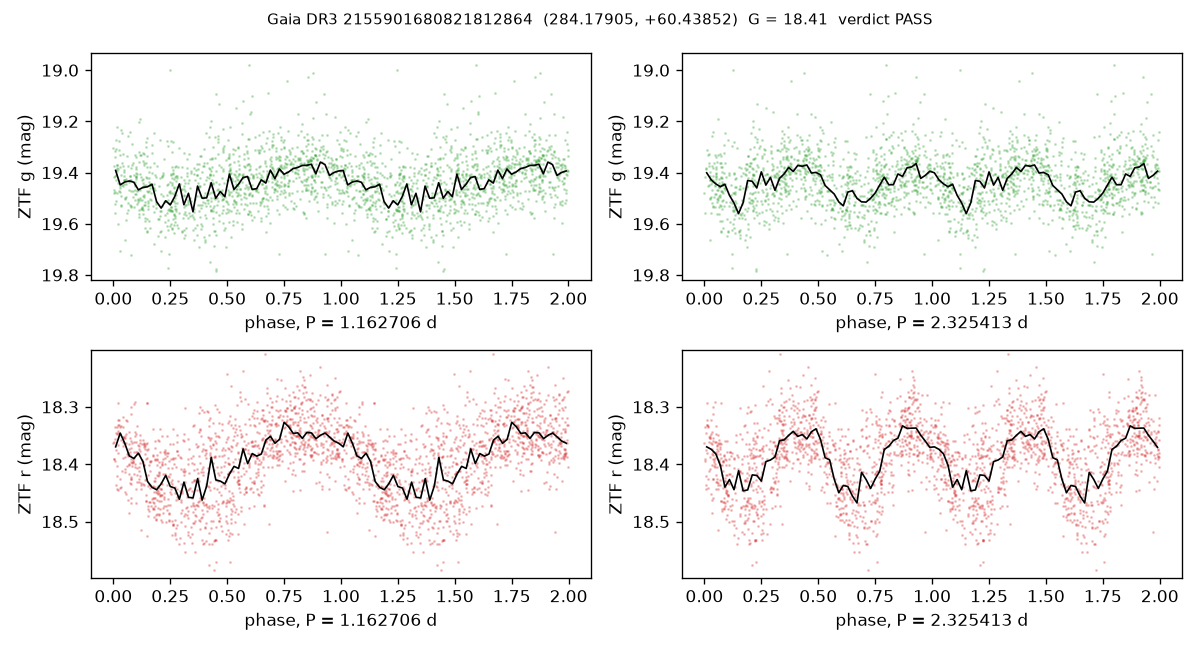 Gaia DR3 2155901680821812864  (284.17905, +60.43852)  G = 18.41  verdict PASS
ZTF g (mag)
19.0
19.2
19.4
19.6
19.8
0.00 0.25 0.50 0.75 1.00 1.25 1.50 1.75 2.00
phase, P = 1.162706 d
ZTF g (mag)
19.0
19.2
19.4
19.6
19.8
0.00 0.25 0.50 0.75 1.00 1.25 1.50 1.75 2.00
phase, P = 2.325413 d
ZTF r (mag)
18.3
18.4
18.5
0.00 0.25 0.50 0.75 1.00 1.25 1.50 1.75 2.00
phase, P = 1.162706 d
ZTF r (mag)
18.3
18.4
18.5
0.00 0.25 0.50 0.75 1.00 1.25 1.50 1.75 2.00
phase, P = 2.325413 d